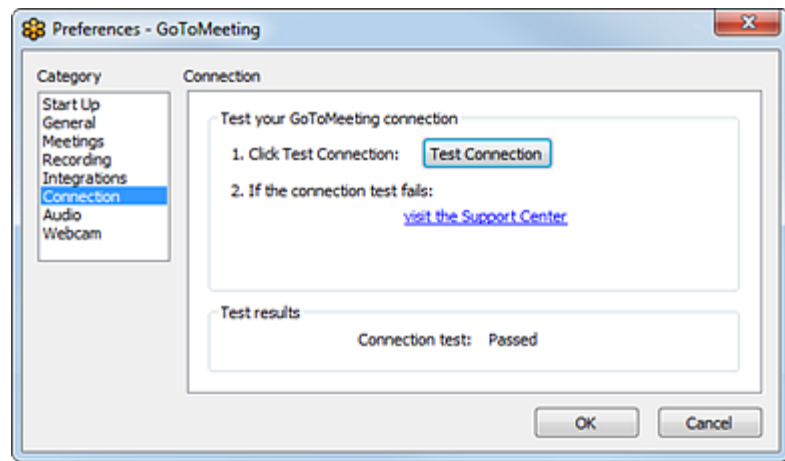 Preferences - GoToMeeting
Category
Connection
Start Up
General
Meetings
Recording
Integrations
Connection
Audio
Webcam
Test your GoToMeeting connection
1. Click Test Connection: Test Connection
2. If the connection test fails:
visit the Support Center
Test results
Connection test: Passed
OK Cancel